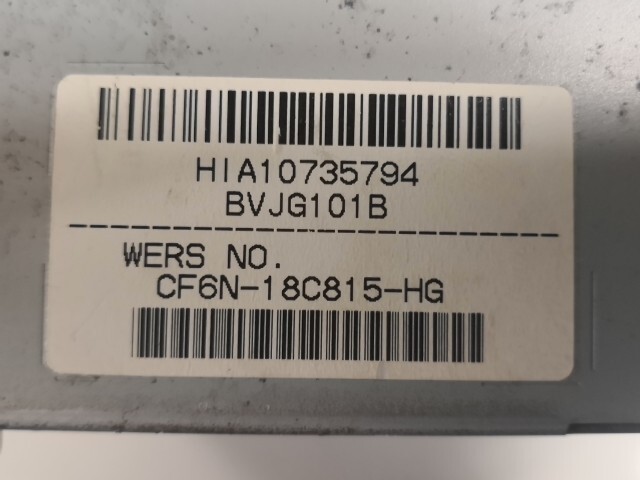 HIA10735794
BVJG101B
WERS NO.
CF6N-18C815-HG